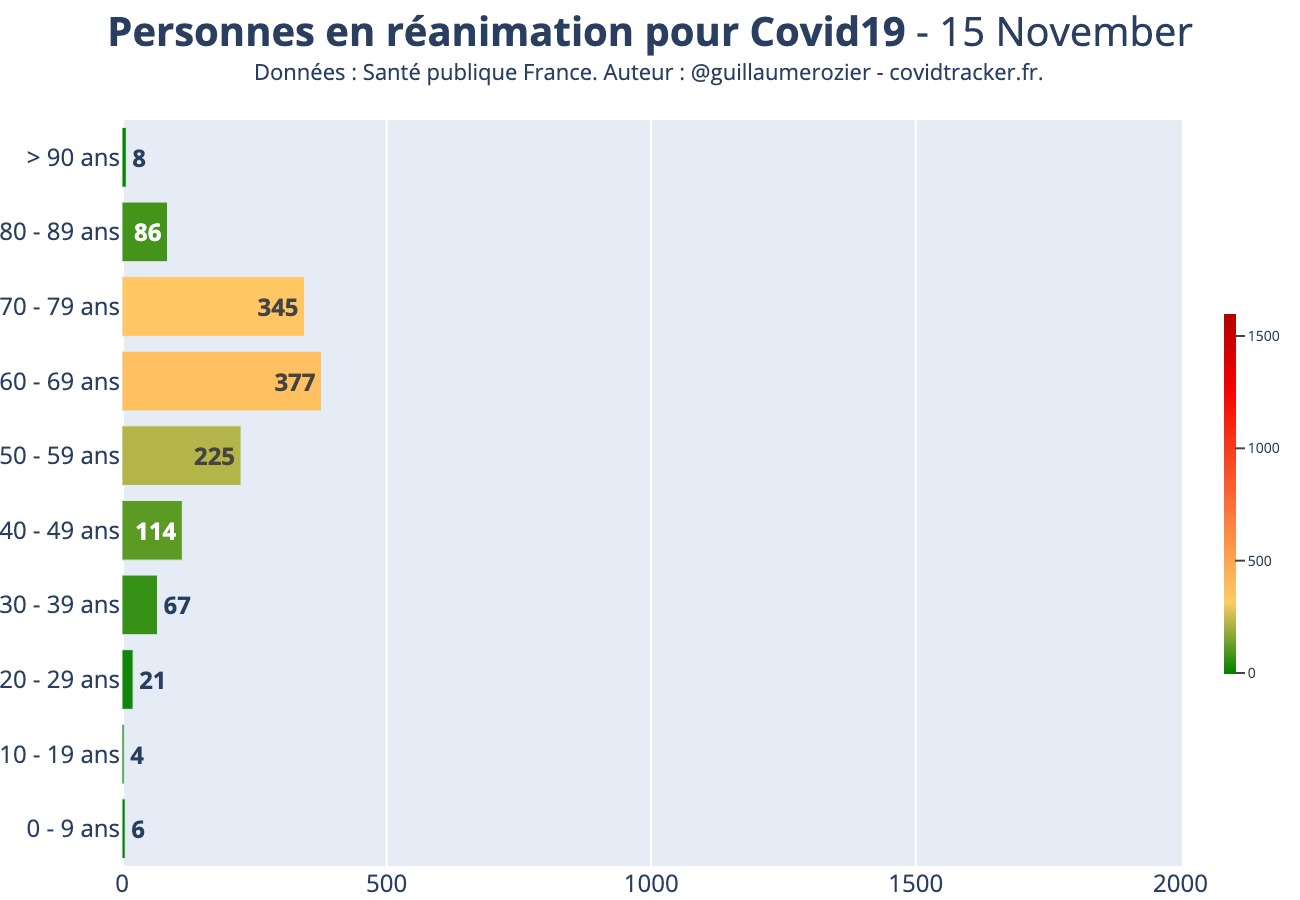 Personnes en réanimation pour Covid19 - 15 November
Données : Santé publique France. Auteur : @guillaumerozier - covidtracker.fr.
> 90 ans 8
80 - 89 ans 86
70 - 79 ans 345
60 - 69 ans 377
50 - 59 ans 225
40 - 49 ans 114
30 - 39 ans 67
20 - 29 ans 21
10 - 19 ans 4
0 - 9 ans 6
0 500 1000 1500 2000
1500
1000
500
0